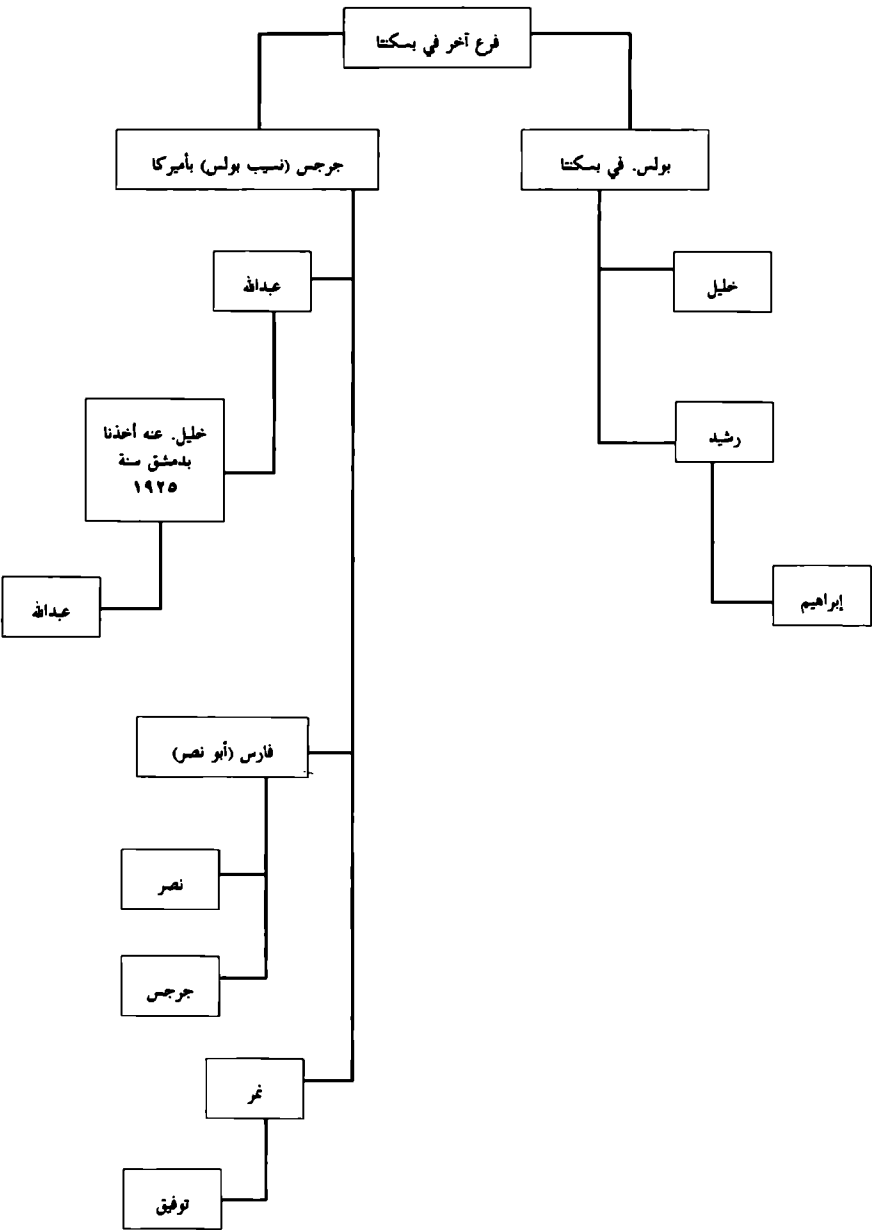 فرع آخر في بسكنتا
بولس. في بسكنتا
جرجس (نسيب بولس) بأميركا
خليل
رشيد
إبراهيم
عبدالله
خليل. عنه أخذنا
بدمشق سنة
١٩٢٥
عبدالله
فارس (أبو نصر)
نصر
جرجس
نمر
توفيق